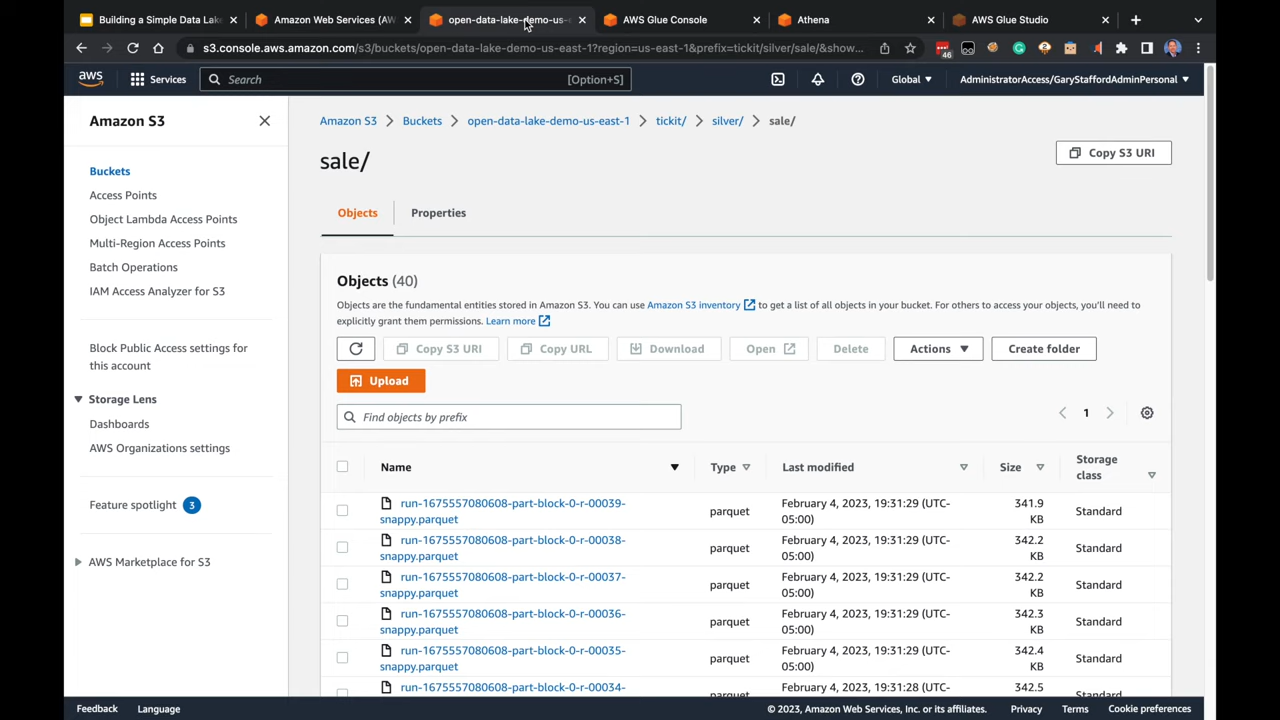 Building a Simple Data Lake
Amazon Web Services (AW
open-data-lake-demo-us-e
AWS Glue Console
Athena
AWS Glue Studio
s3.console.aws.amazon.com/s3/buckets/open-data-lake-demo-us-east-1?region=us-east-1&prefix=tickit/silver/sale/&show...
46
aws
Services
Search
[Option+S]
Global
AdministratorAccess/GaryStaffordAdminPersonal
Amazon S3
Buckets
Access Points
Object Lambda Access Points
Multi-Region Access Points
Batch Operations
IAM Access Analyzer for S3
Block Public Access settings for
this account
Storage Lens
Dashboards
AWS Organizations settings
Feature spotlight 3
AWS Marketplace for S3
Amazon S3 > Buckets > open-data-lake-demo-us-east-1 > tickit/ > silver/ > sale/
sale/
Copy S3 URI
Objects
Properties
Objects (40)
Objects are the fundamental entities stored in Amazon S3. You can use Amazon S3 inventory to get a list of all objects in your bucket. For others to access your objects, you'll need to
explicitly grant them permissions. Learn more
Copy S3 URI
Copy URL
Download
Open
Delete
Actions
Create folder
Upload
Find objects by prefix
1
Name
Type
Last modified
Size
Storage
class
run-1675557080608-part-block-0-r-00039-
snappy.parquet
parquet
February 4, 2023, 19:31:29 (UTC-
05:00)
341.9
KB
Standard
run-1675557080608-part-block-0-r-00038-
snappy.parquet
parquet
February 4, 2023, 19:31:29 (UTC-
05:00)
342.2
KB
Standard
run-1675557080608-part-block-0-r-00037-
snappy.parquet
parquet
February 4, 2023, 19:31:29 (UTC-
05:00)
342.2
KB
Standard
run-1675557080608-part-block-0-r-00036-
snappy.parquet
parquet
February 4, 2023, 19:31:29 (UTC-
05:00)
342.3
KB
Standard
run-1675557080608-part-block-0-r-00035-
snappy.parquet
parquet
February 4, 2023, 19:31:29 (UTC-
05:00)
342.4
KB
Standard
run-1675557080608-part-block-0-r-00034-
parquet
February 4, 2023, 19:31:28 (UTC-
342.5
Standard
Feedback
Language
© 2023, Amazon Web Services, Inc. or its affiliates.
Privacy
Terms
Cookie preferences